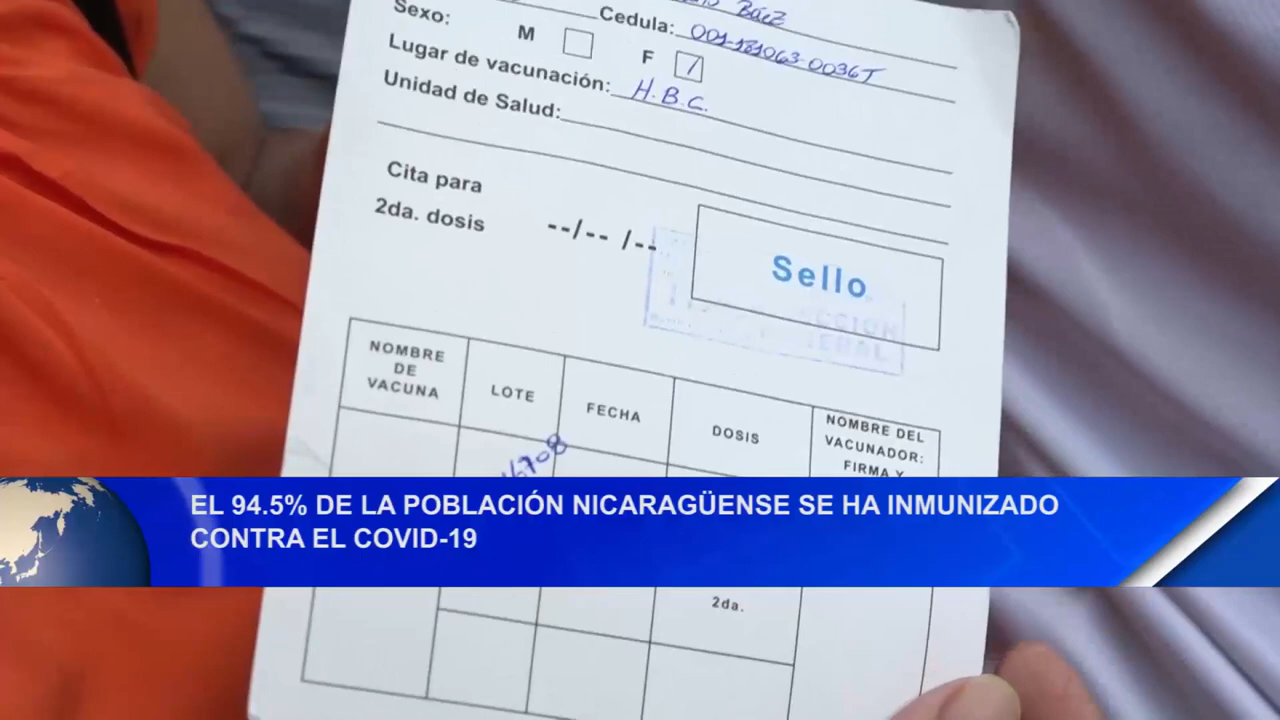 Báez
Sexo: M F /
Cedula: 001-181063-0036T
Lugar de vacunación: H.B.C.
Unidad de Salud:
Cita para
2da. dosis --/-- /--
Sello
NOMBRE
DE
VACUNA
LOTE
FECHA
DOSIS
NOMBRE DEL
VACUNADOR:
FIRMA Y
EL 94.5% DE LA POBLACIÓN NICARAGÜENSE SE HA INMUNIZADO
CONTRA EL COVID-19
2da.